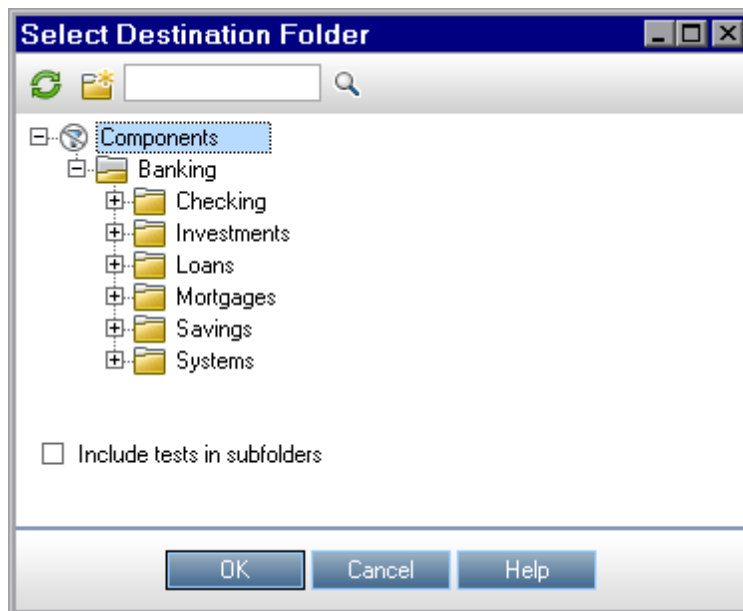 Select Destination Folder
Components
Banking
Checking
Investments
Loans
Mortgages
Savings
Systems
Include tests in subfolders
OK Cancel Help